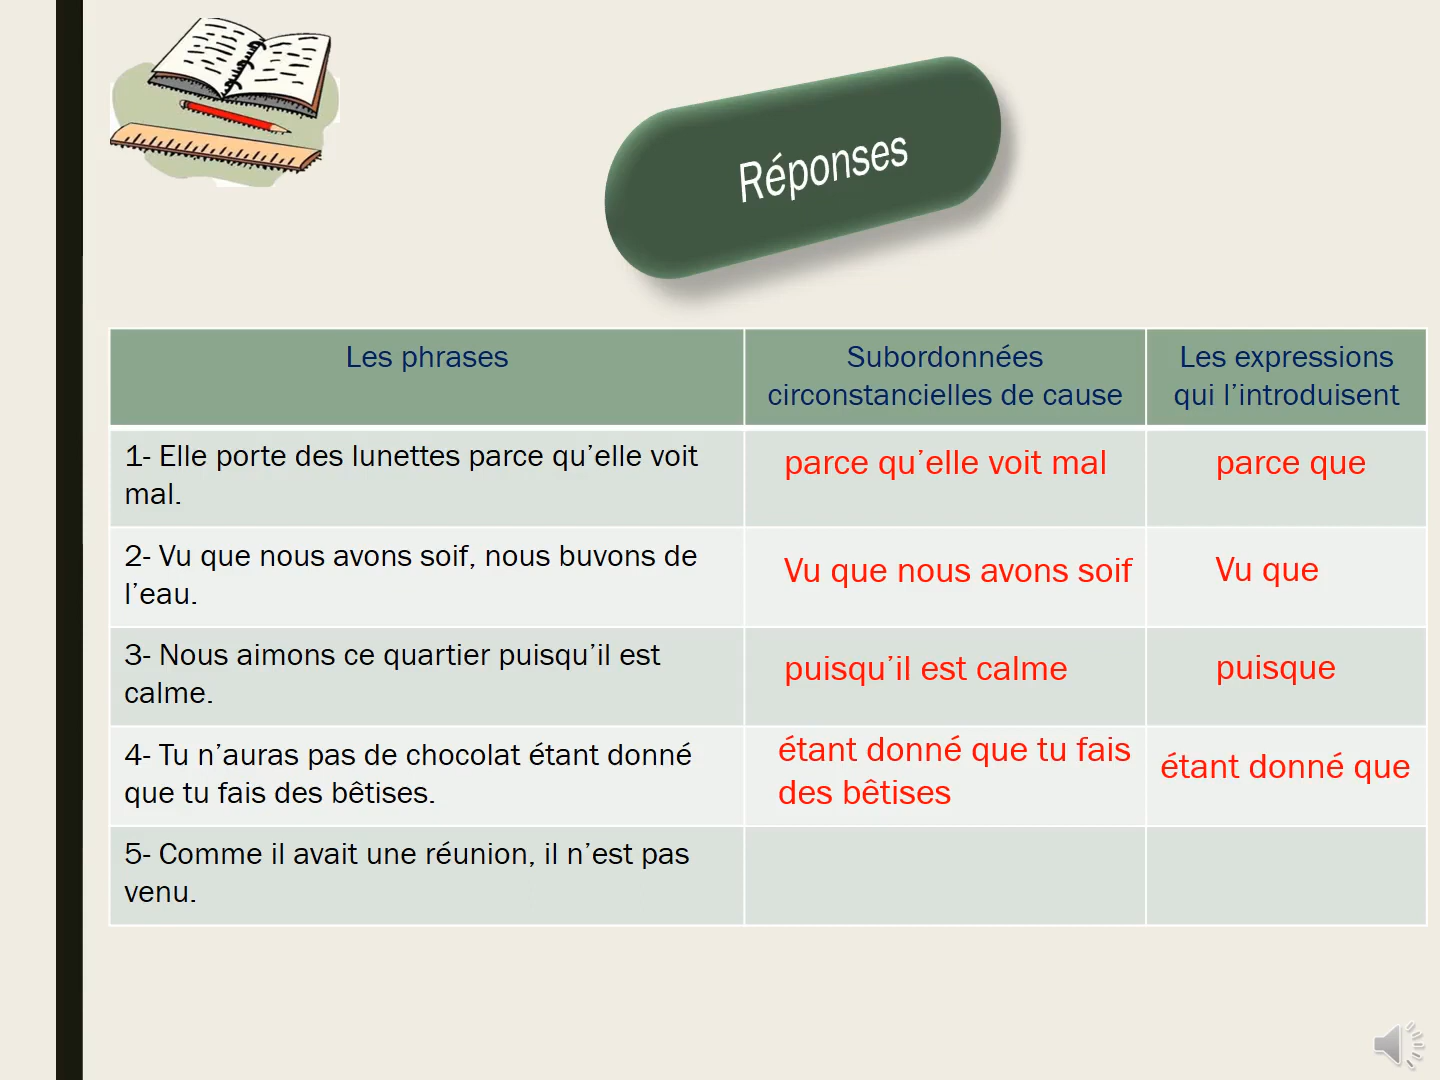 Réponses
Les phrases
Subordonnées
circonstancielles de cause
Les expressions
qui l’introduisent
1- Elle porte des lunettes parce qu’elle voit
mal.
parce qu’elle voit mal
parce que
2- Vu que nous avons soif, nous buvons de
l’eau.
Vu que nous avons soif
Vu que
3- Nous aimons ce quartier puisqu’il est
calme.
puisqu’il est calme
puisque
4- Tu n’auras pas de chocolat étant donné
que tu fais des bêtises.
étant donné que tu fais
des bêtises
étant donné que
5- Comme il avait une réunion, il n’est pas
venu.